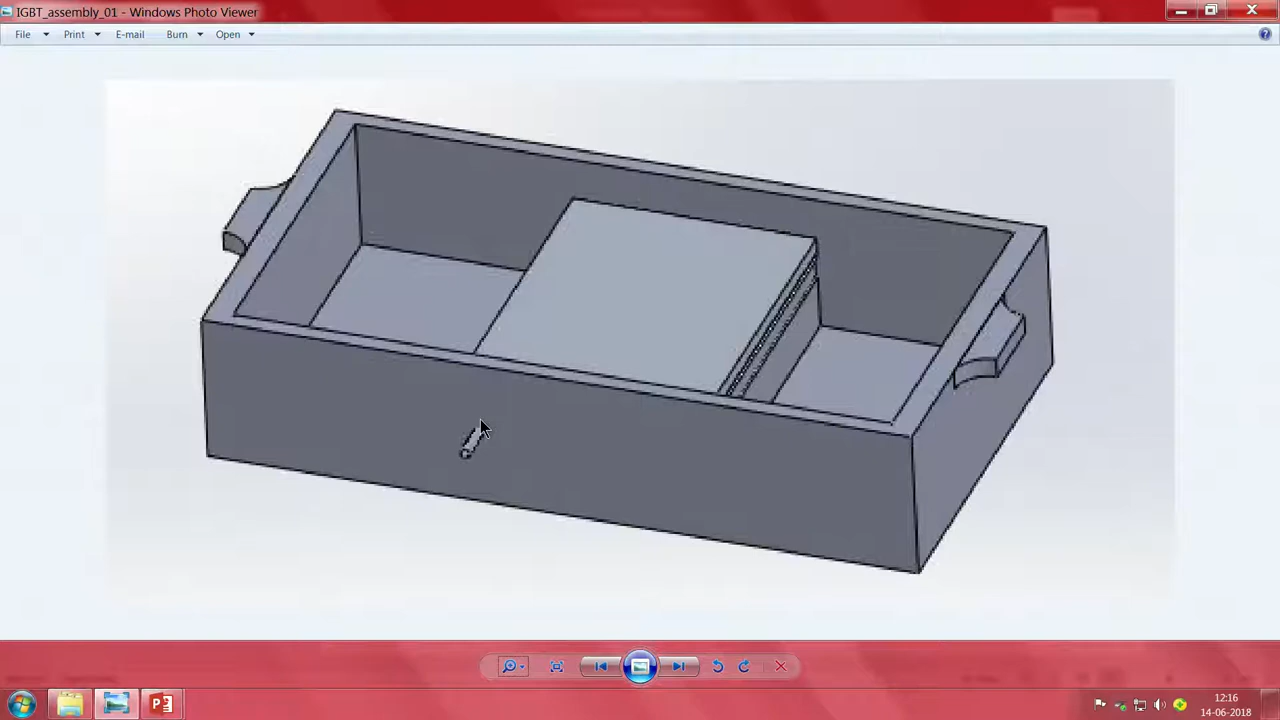 IGBT_assembly_01 - Windows Photo Viewer
File Print E-mail Burn Open
12:16
14-06-2018